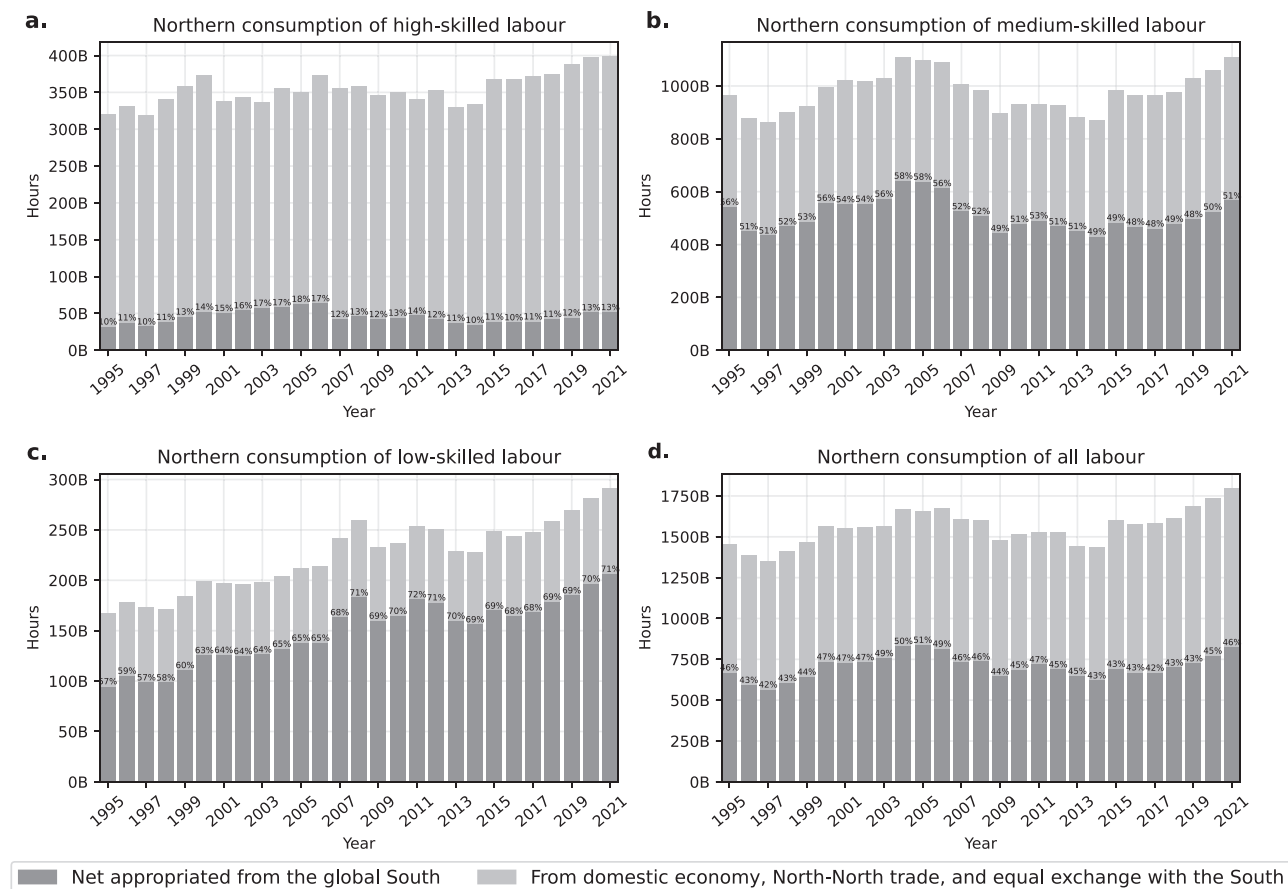 a.
Northern consumption of high-skilled labour
400B
350B
300B
250B
200B
150B
100B
50B
0B
Hours
10% 11% 10% 11% 13% 14% 15% 16% 17% 17% 18% 17% 12% 13% 12% 13% 14% 12% 11% 10% 11% 10% 11% 11% 12% 13% 13%
1995 1997 1999 2001 2003 2005 2007 2009 2011 2013 2015 2017 2019 2021
Year
b.
Northern consumption of medium-skilled labour
1000B
800B
600B
400B
200B
0B
Hours
56% 51% 51% 52% 53% 56% 54% 54% 56% 58% 58% 56% 52% 52% 49% 51% 53% 51% 51% 49% 49% 48% 48% 49% 48% 50% 51%
1995 1997 1999 2001 2003 2005 2007 2009 2011 2013 2015 2017 2019 2021
Year
c.
Northern consumption of low-skilled labour
300B
250B
200B
150B
100B
50B
0B
Hours
57% 59% 57% 58% 60% 63% 64% 64% 64% 65% 65% 65% 68% 71% 69% 70% 72% 71% 70% 69% 69% 68% 68% 69% 69% 70% 71%
1995 1997 1999 2001 2003 2005 2007 2009 2011 2013 2015 2017 2019 2021
Year
d.
Northern consumption of all labour
1750B
1500B
1250B
1000B
750B
500B
250B
0B
Hours
46% 43% 42% 43% 44% 47% 47% 47% 49% 50% 51% 49% 46% 46% 44% 45% 47% 45% 45% 43% 43% 43% 42% 43% 43% 45% 46%
1995 1997 1999 2001 2003 2005 2007 2009 2011 2013 2015 2017 2019 2021
Year
Net appropriated from the global South
From domestic economy, North-North trade, and equal exchange with the South